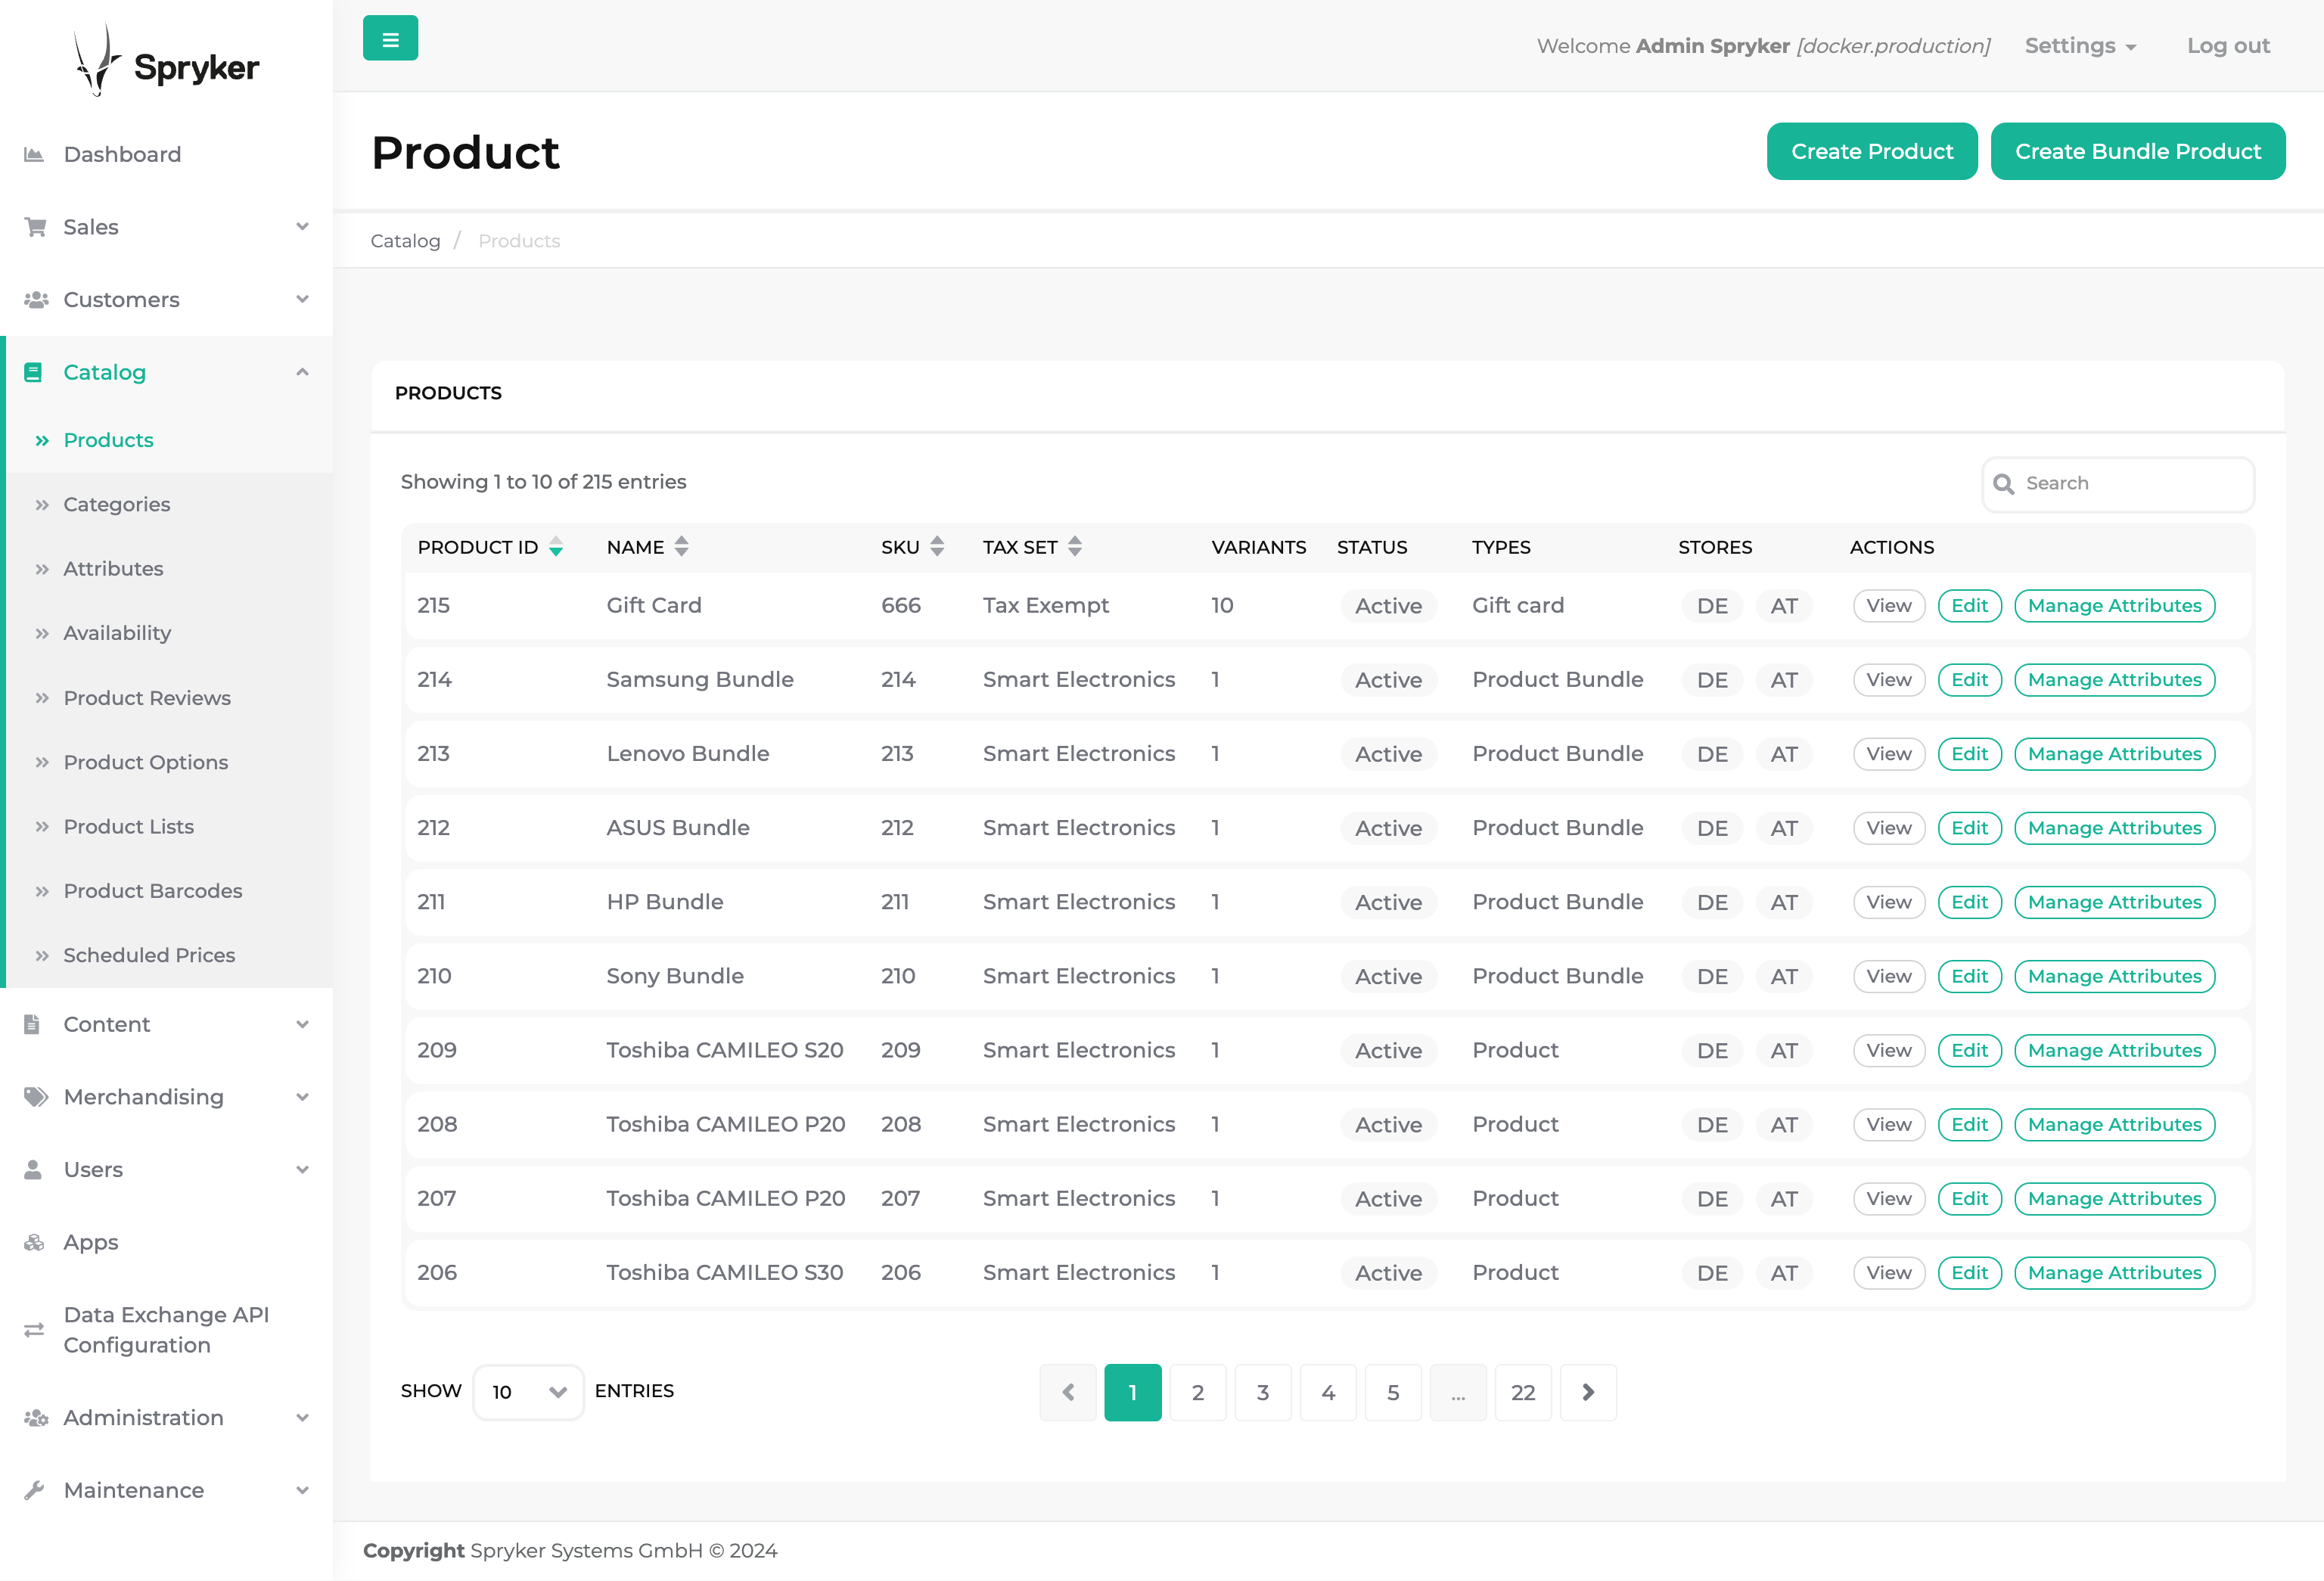 Spryker
Welcome Admin Spryker [docker.production] Settings Log out
Dashboard
Sales
Customers
Catalog
Products
Categories
Attributes
Availability
Product Reviews
Product Options
Product Lists
Product Barcodes
Scheduled Prices
Content
Merchandising
Users
Apps
Data Exchange API
Configuration
Administration
Maintenance
Product
Create Product Create Bundle Product
Catalog / Products
PRODUCTS
Showing 1 to 10 of 215 entries
Search
PRODUCT ID NAME SKU TAX SET VARIANTS STATUS TYPES STORES ACTIONS
215 Gift Card 666 Tax Exempt 10 Active Gift card DE AT View Edit Manage Attributes
214 Samsung Bundle 214 Smart Electronics 1 Active Product Bundle DE AT View Edit Manage Attributes
213 Lenovo Bundle 213 Smart Electronics 1 Active Product Bundle DE AT View Edit Manage Attributes
212 ASUS Bundle 212 Smart Electronics 1 Active Product Bundle DE AT View Edit Manage Attributes
211 HP Bundle 211 Smart Electronics 1 Active Product Bundle DE AT View Edit Manage Attributes
210 Sony Bundle 210 Smart Electronics 1 Active Product Bundle DE AT View Edit Manage Attributes
209 Toshiba CAMILEO S20 209 Smart Electronics 1 Active Product DE AT View Edit Manage Attributes
208 Toshiba CAMILEO P20 208 Smart Electronics 1 Active Product DE AT View Edit Manage Attributes
207 Toshiba CAMILEO P20 207 Smart Electronics 1 Active Product DE AT View Edit Manage Attributes
206 Toshiba CAMILEO S30 206 Smart Electronics 1 Active Product DE AT View Edit Manage Attributes
SHOW 10 ENTRIES
1 2 3 4 5 ... 22
Copyright Spryker Systems GmbH © 2024